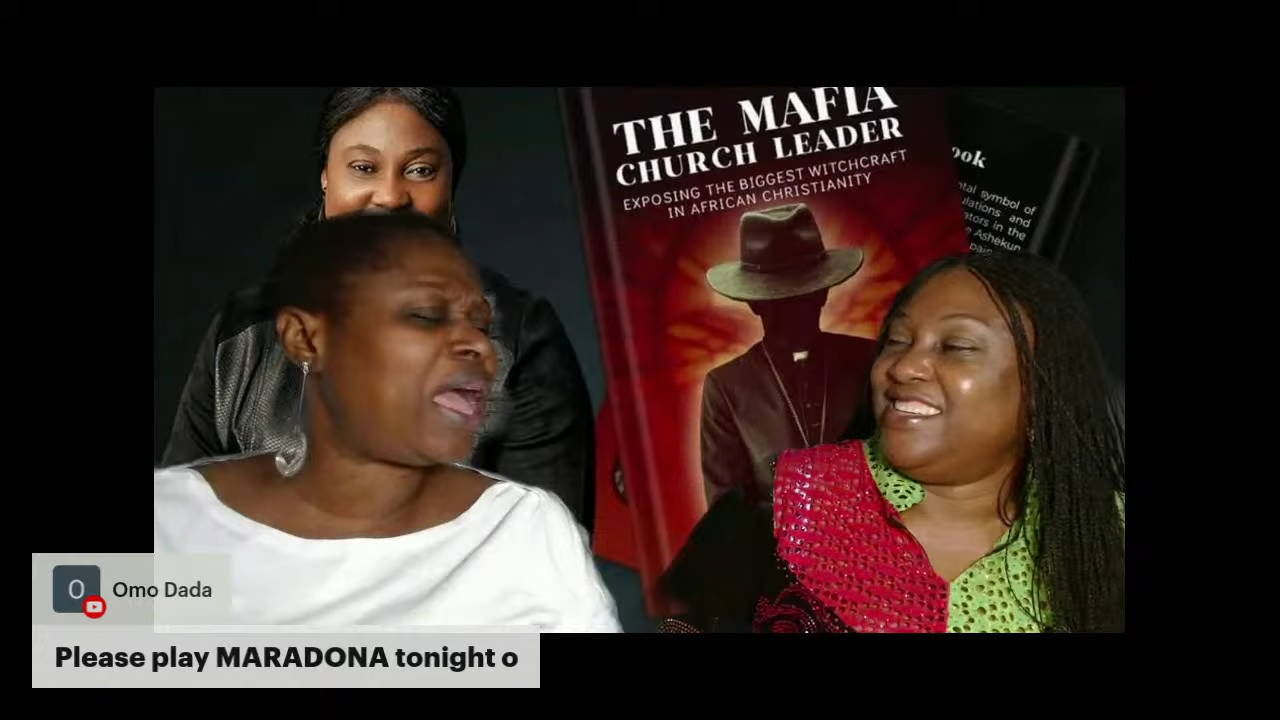 THE MAFIA
CHURCH LEADER
EXPOSING THE BIGGEST WITCHCRAFT
IN AFRICAN CHRISTIANITY
ook
ntal symbol of
ulations and
ators in the
Ashekun
O
Omo Dada
Please play MARADONA tonight o